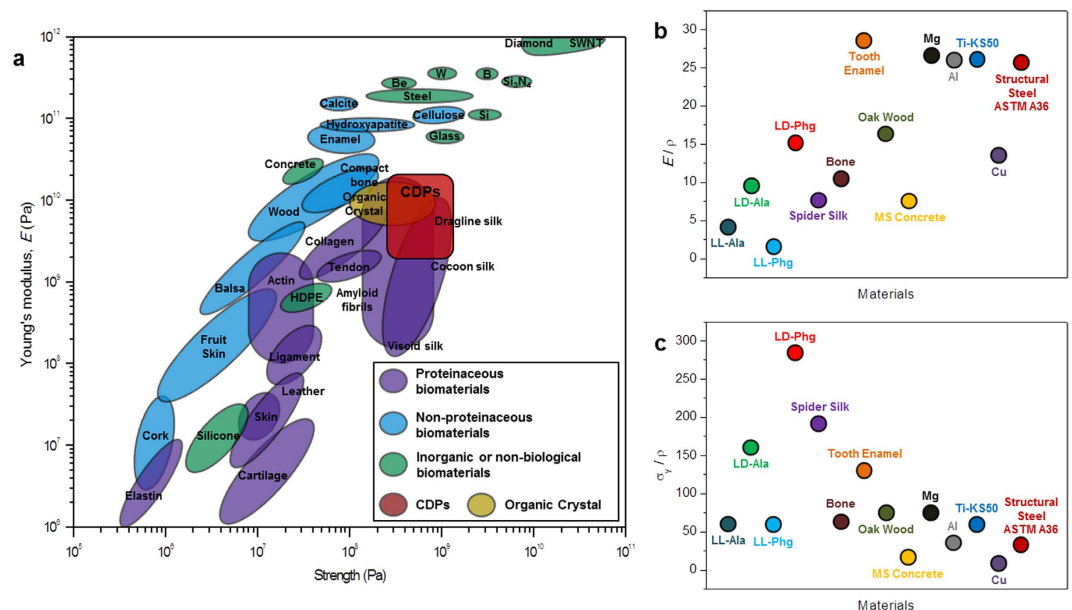 a
10¹²
10¹¹
10¹⁰
10⁹
10⁸
10⁷
10⁶
Young's modulus, E (Pa)
Diamond SWNT
W
B
Be
Si₃N₄
Steel
Calcite
Cellulose
Si
Hydroxyapatite
Enamel
Glass
Concrete
Compact
bone
CDPs
Organic
Crystal
Wood
Dragline silk
Collagen
Tendon
Cocoon silk
Balsa
Actin
HDPE
Amyloid
fibrils
Fruit
Skin
Viscid silk
Ligament
Leather
Skin
Cork
Silicone
Cartilage
Elastin
Proteinaceous
biomaterials
Non-proteinaceous
biomaterials
Inorganic or non-biological
biomaterials
CDPs
Organic Crystal
10⁵
10⁶
10⁷
10⁸
10⁹
10¹⁰
10¹¹
Strength (Pa)
b
30
25
20
15
10
5
0
E / ρ
Tooth
Enamel
Mg
Al
Ti-KS50
Structural
Steel
ASTM A36
LD-Phg
Oak Wood
Bone
Cu
LD-Ala
Spider Silk
MS Concrete
LL-Ala
LL-Phg
Materials
c
300
250
200
150
100
50
0
σy / ρ
LD-Phg
Spider Silk
LD-Ala
Tooth Enamel
LL-Ala
LL-Phg
Bone
Oak Wood
Mg
Al
Ti-KS50
Structural
Steel
ASTM A36
MS Concrete
Cu
Materials